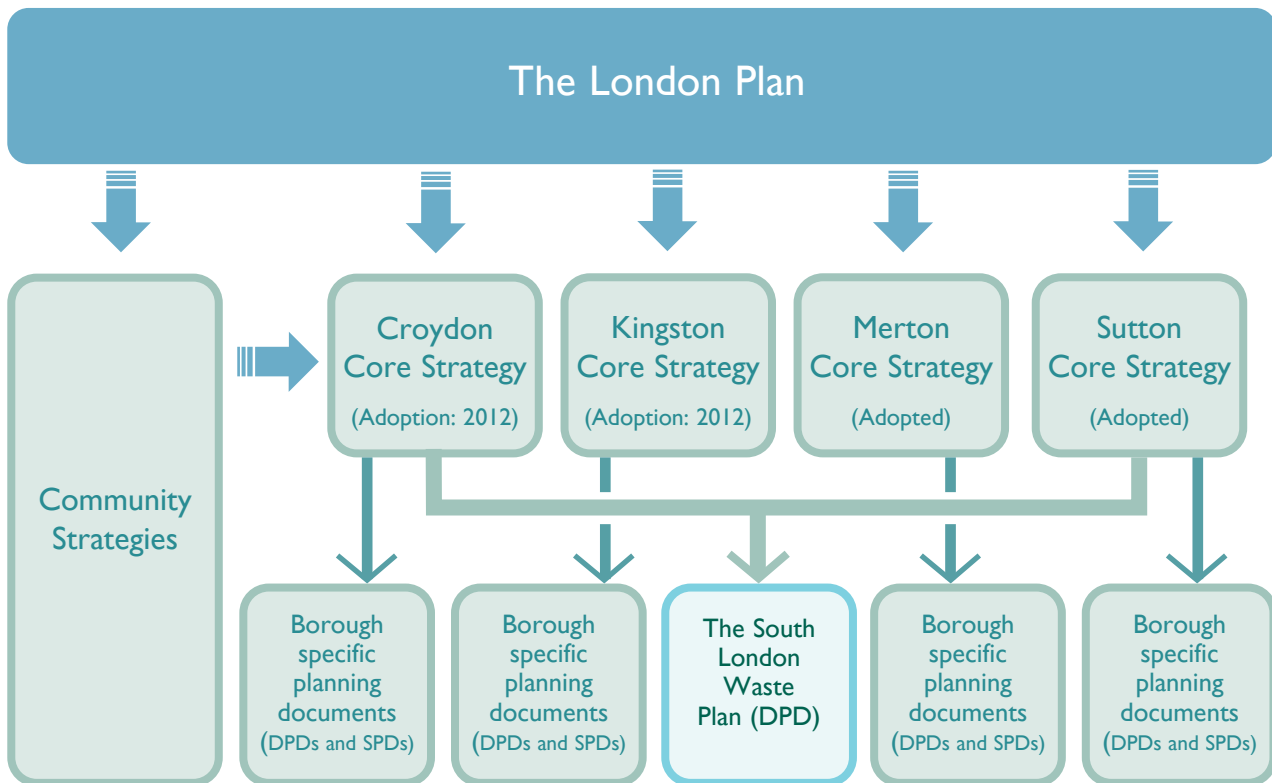 The London Plan
Community
Strategies
Croydon
Core Strategy
(Adoption: 2012)
Kingston
Core Strategy
(Adoption: 2012)
Merton
Core Strategy
(Adopted)
Sutton
Core Strategy
(Adopted)
Borough
specific
planning
documents
(DPDs and SPDs)
Borough
specific
planning
documents
(DPDs and SPDs)
The South
London
Waste
Plan (DPD)
Borough
specific
planning
documents
(DPDs and SPDs)
Borough
specific
planning
documents
(DPDs and SPDs)